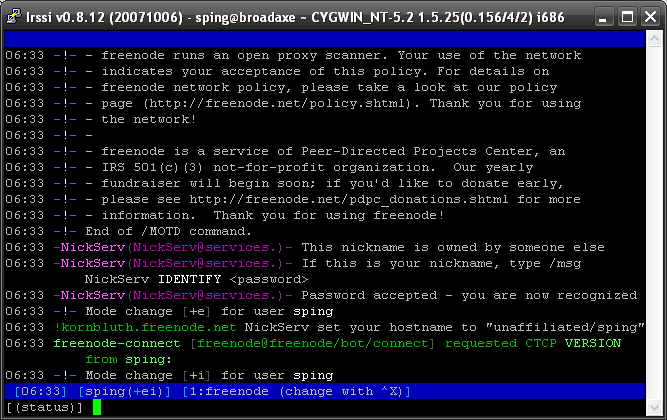 Irssi v0.8.12 (20071006) - sping@broadaxe ~ CYGWIN_NT-5.2 1.5.25(0.156/4/2) i686
06:33 -!- - freenode runs an open proxy scanner. Your use of the network
06:33 -!- - indicates your acceptance of this policy. For details on
06:33 -!- - freenode network policy, please take a look at our policy
06:33 -!- - page (http://freenode.net/policy.shtml). Thank you for using
06:33 -!- - the network!
06:33 -!- -
06:33 -!- - freenode is a service of Peer-Directed Projects Center, an
06:33 -!- - IRS 501(c)(3) not-for-profit organization.  Our yearly
06:33 -!- - fundraiser will begin soon; if you'd like to donate early,
06:33 -!- - please see http://freenode.net/pdpc_donations.shtml for more
06:33 -!- - information.  Thank you for using freenode!
06:33 -!- End of /MOTD command.
06:33 -NickServ(NickServ@services.)- This nickname is owned by someone else
06:33 -NickServ(NickServ@services.)- If this is your nickname, type /msg
NickServ IDENTIFY <password>
06:33 -NickServ(NickServ@services.)- Password accepted - you are now recognized
06:33 -!- Mode change [+e] for user sping
06:33 !kornbluth.freenode.net NickServ set your hostname to "unaffiliated/sping"
06:33 freenode-connect [freenode@freenode/bot/connect] requested CTCP VERSION
from sping:
06:33 -!- Mode change [+i] for user sping
[06:33] [sping(+ei)] [1:freenode (change with ^X)]
[(status)]